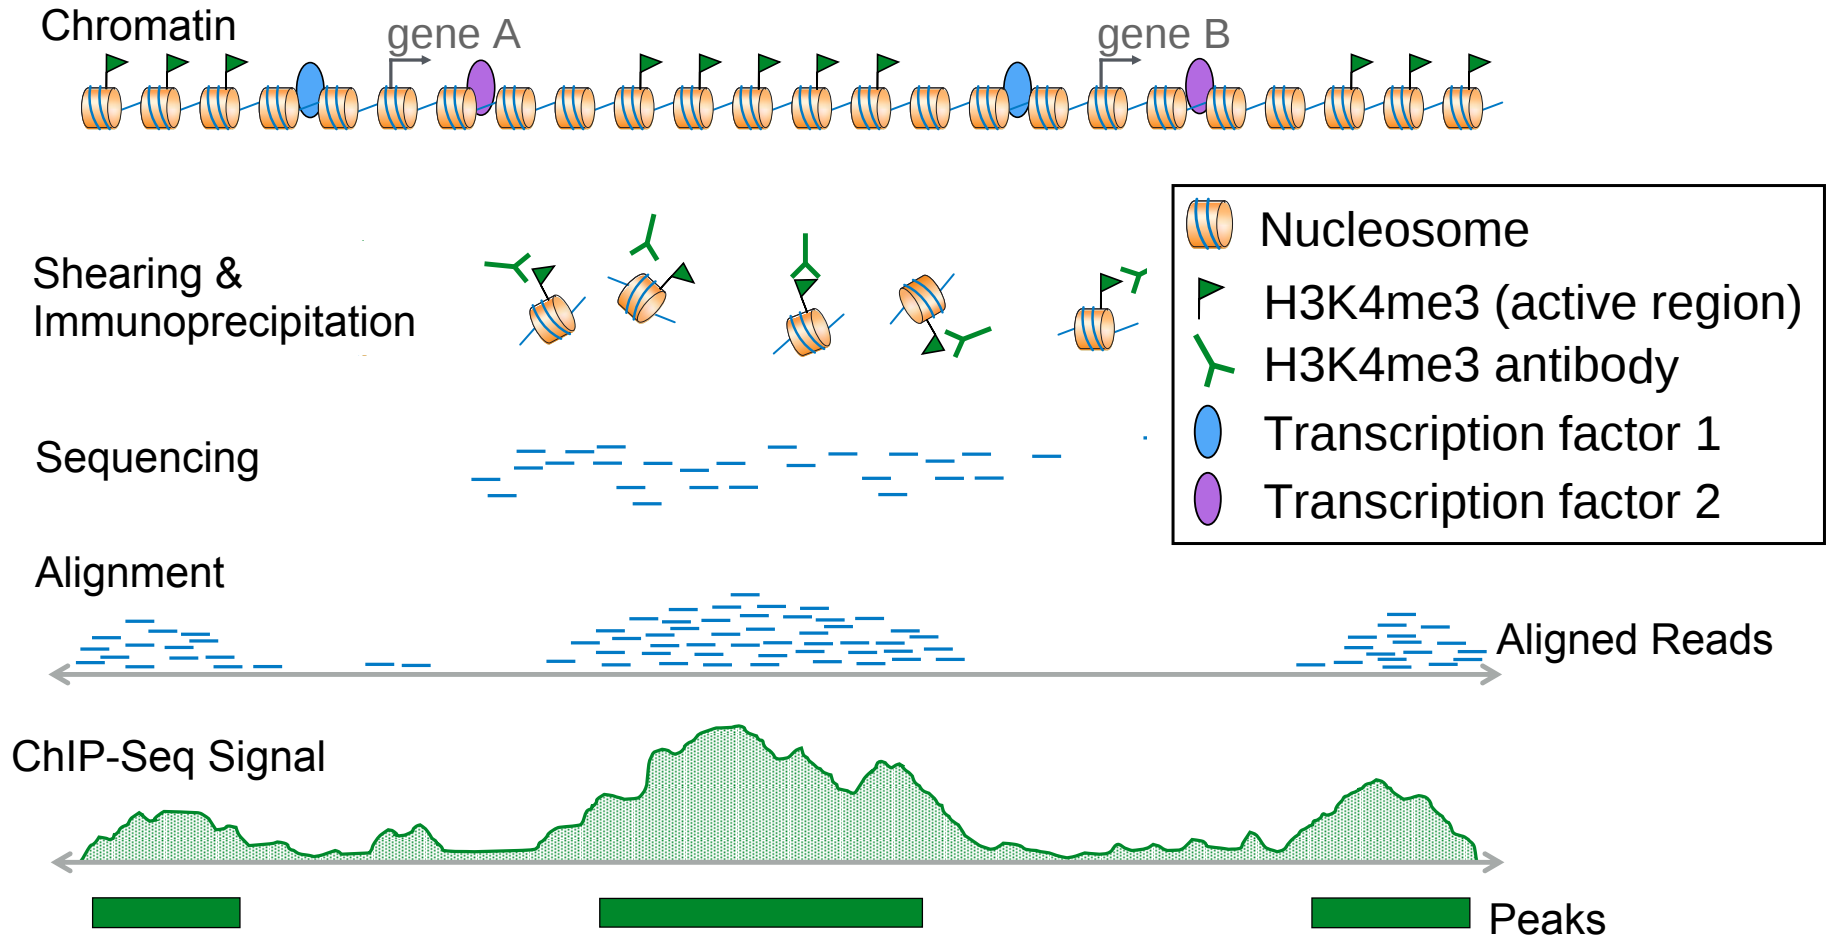 Chromatin
gene A
gene B
Shearing &
Immunoprecipitation
Nucleosome
H3K4me3 (active region)
H3K4me3 antibody
Transcription factor 1
Transcription factor 2
Sequencing
Alignment
Aligned Reads
ChIP-Seq Signal
Peaks